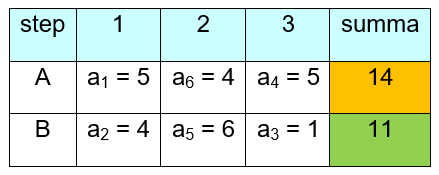 step 1 2 3 summa
A a₁ = 5 a₆ = 4 a₄ = 5 14
B a₂ = 4 a₅ = 6 a₃ = 1 11